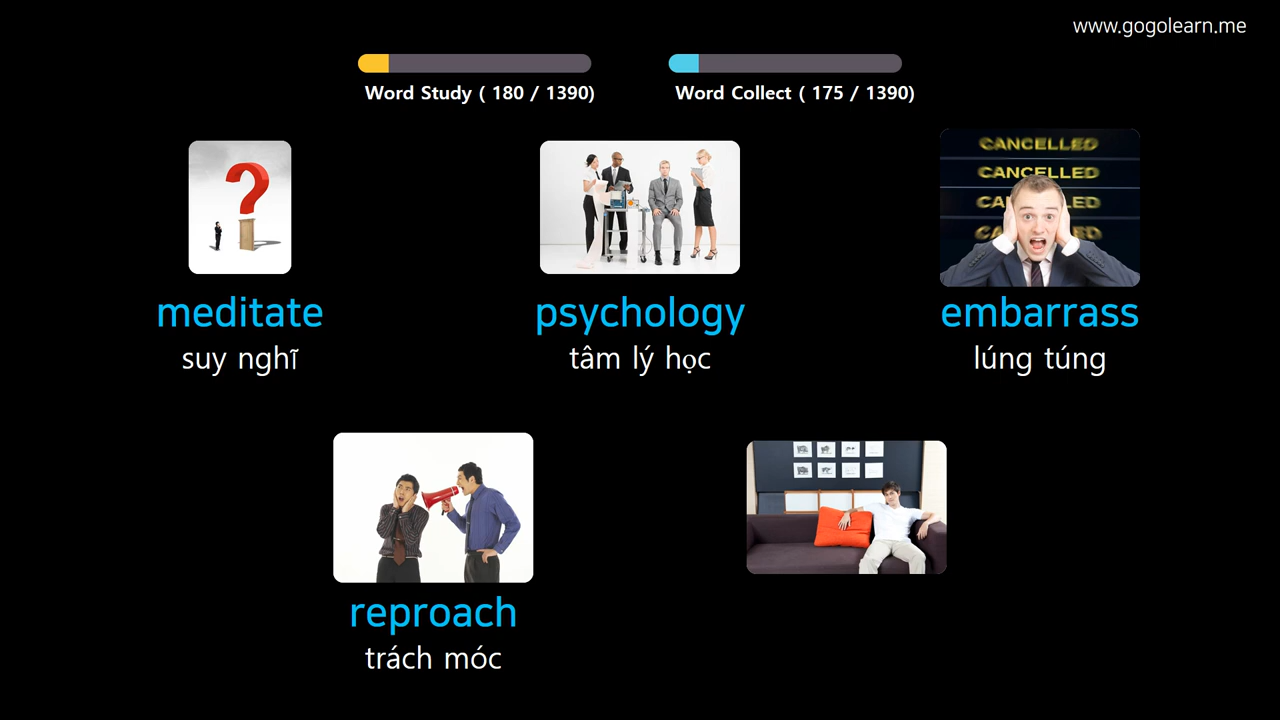 www.gogolearn.me
Word Study ( 180 / 1390)
Word Collect ( 175 / 1390)
CANCELLED
CANCELLED
meditate
suy nghĩ
psychology
tâm lý học
embarrass
lúng túng
reproach
trách móc